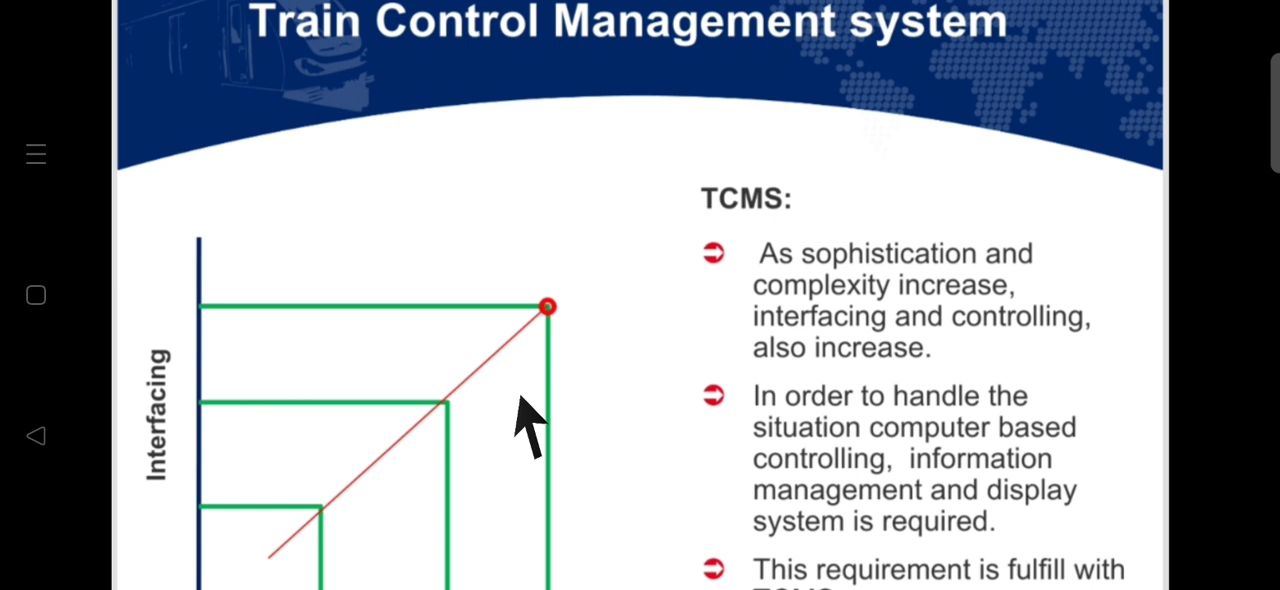 Train Control Management system
TCMS:
As sophistication and
complexity increase,
interfacing and controlling,
also increase.
In order to handle the
situation computer based
controlling,  information
management and display
system is required.
This requirement is fulfill with
Interfacing